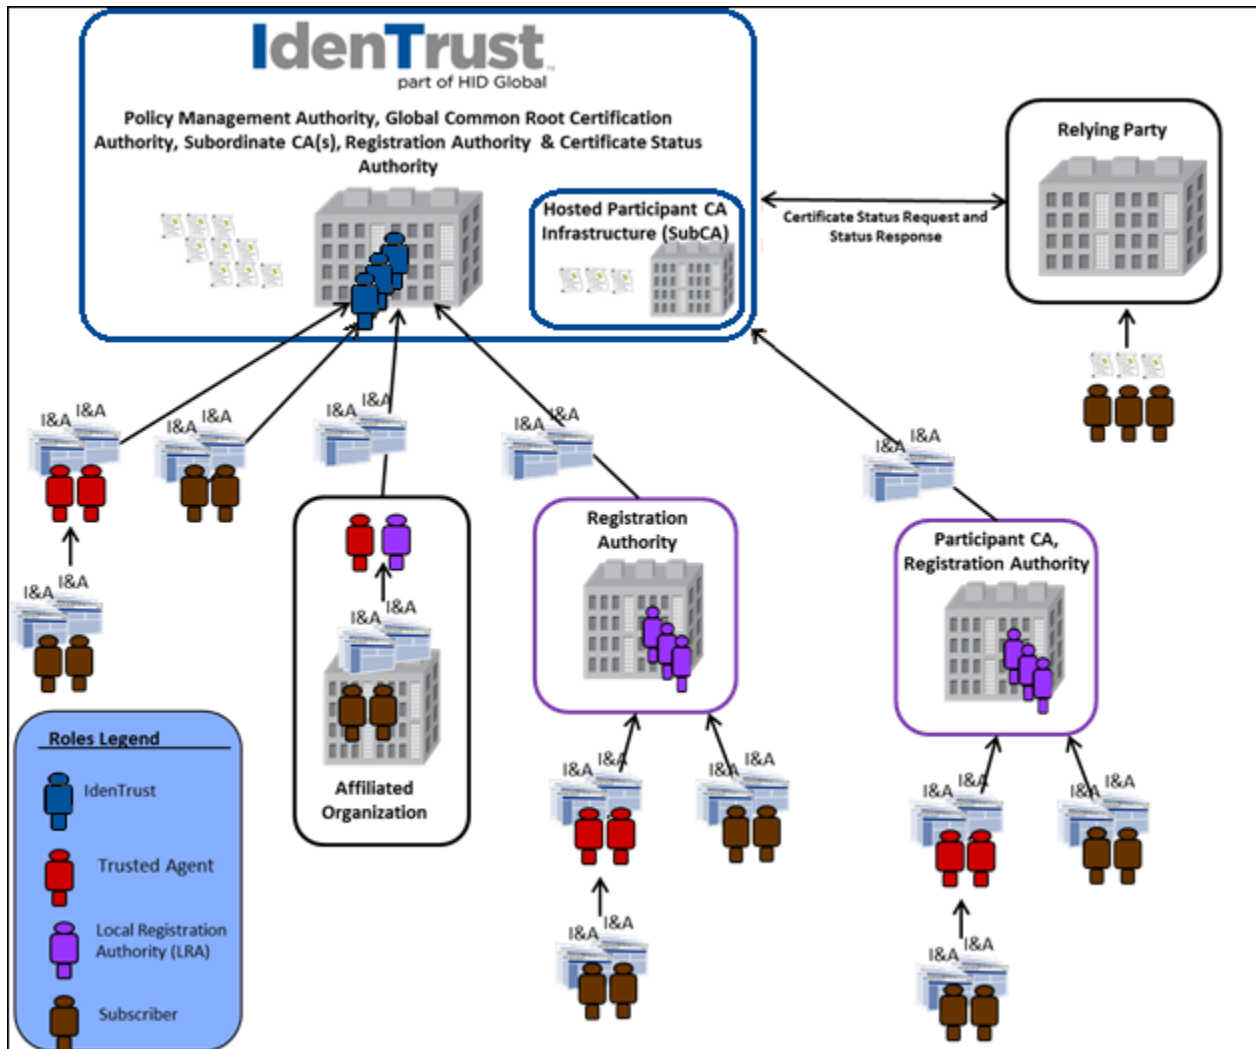 IdenTrust
part of HID Global
Policy Management Authority, Global Common Root Certification
Authority, Subordinate CA(s), Registration Authority & Certificate Status
Authority
Hosted Participant CA
Infrastructure (SubCA)
Certificate Status Request and
Status Response
Relying Party
I&A
I&A
I&A
I&A
I&A
I&A
I&A
I&A
I&A
I&A
I&A
I&A
Registration
Authority
Participant CA,
Registration Authority
I&A
I&A
Affiliated
Organization
I&A
I&A
I&A
I&A
I&A
I&A
I&A
I&A
I&A
I&A
I&A
I&A
Roles Legend
IdenTrust
Trusted Agent
Local Registration
Authority (LRA)
Subscriber